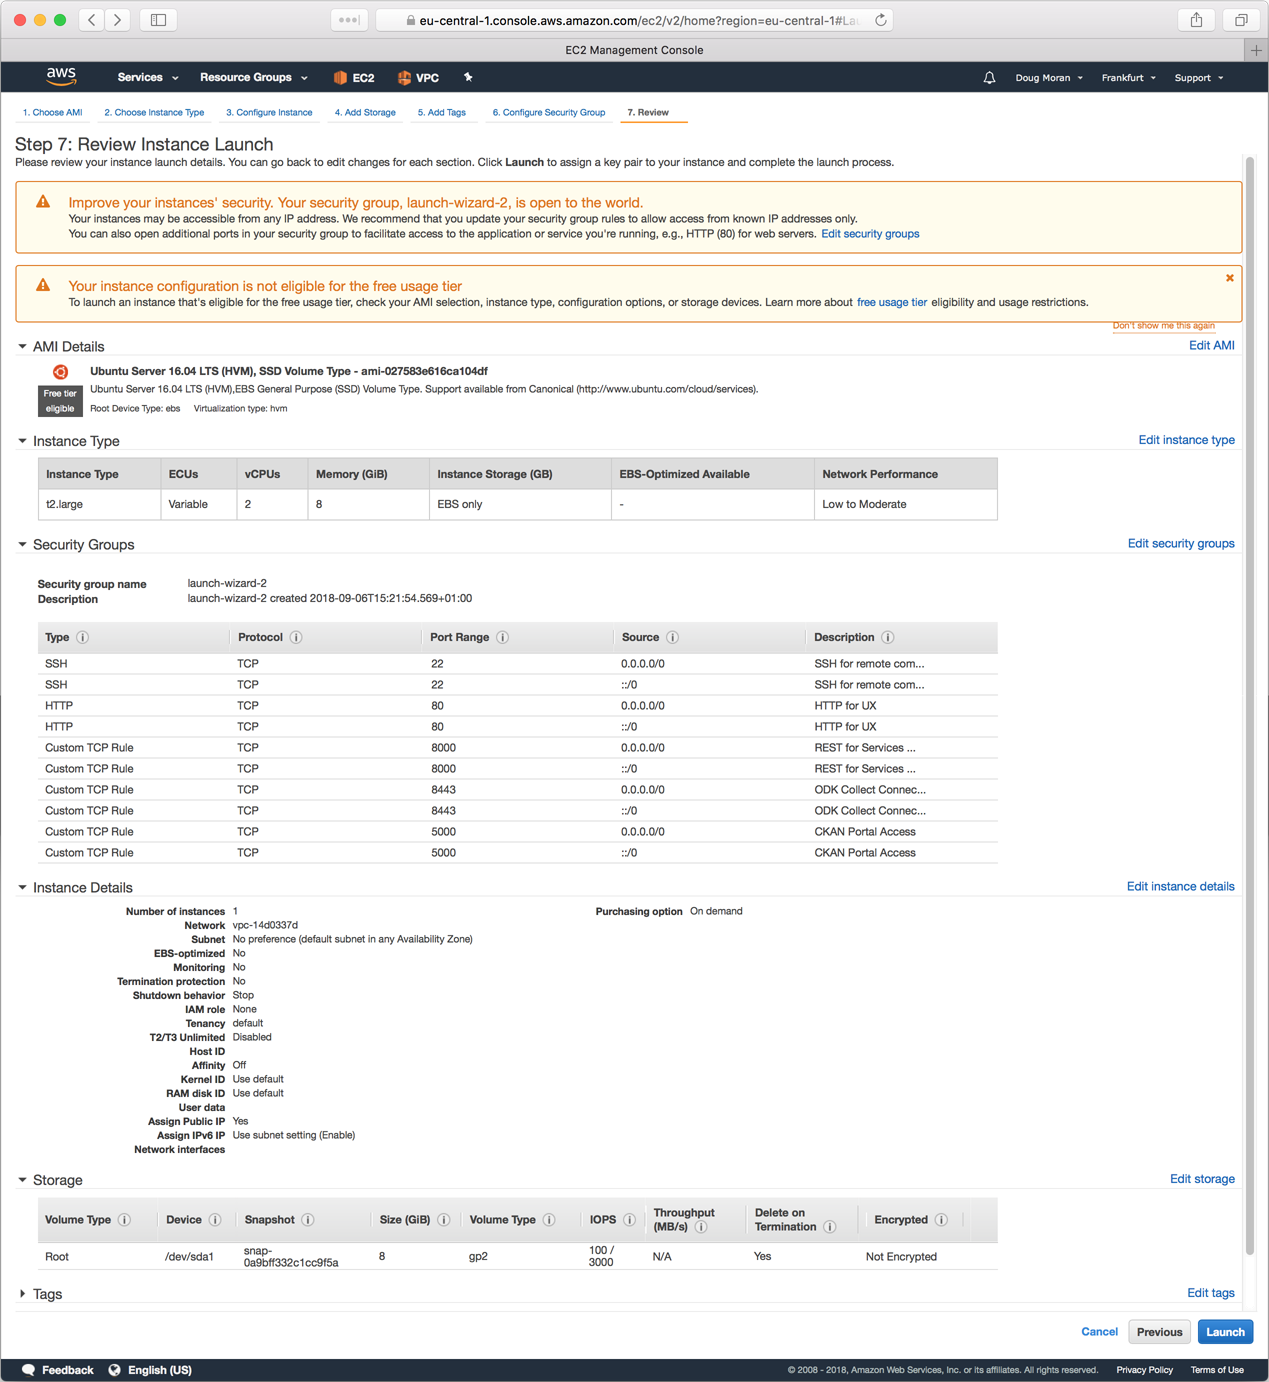 eu-central-1.console.aws.amazon.com/ec2/v2/home?region=eu-central-1#La
EC2 Management Console
aws Services Resource Groups EC2 VPC Doug Moran Frankfurt Support
1. Choose AMI 2. Choose Instance Type 3. Configure Instance 4. Add Storage 5. Add Tags 6. Configure Security Group 7. Review
Step 7: Review Instance Launch
Please review your instance launch details. You can go back to edit changes for each section. Click Launch to assign a key pair to your instance and complete the launch process.
Improve your instances' security. Your security group, launch-wizard-2, is open to the world.
Your instances may be accessible from any IP address. We recommend that you update your security group rules to allow access from known IP addresses only.
You can also open additional ports in your security group to facilitate access to the application or service you're running, e.g., HTTP (80) for web servers. Edit security groups
Your instance configuration is not eligible for the free usage tier
To launch an instance that's eligible for the free usage tier, check your AMI selection, instance type, configuration options, or storage devices. Learn more about free usage tier eligibility and usage restrictions.
Don't show me this again
AMI Details Edit AMI
Ubuntu Server 16.04 LTS (HVM), SSD Volume Type - ami-027583e616ca104df
Free tier eligible
Ubuntu Server 16.04 LTS (HVM),EBS General Purpose (SSD) Volume Type. Support available from Canonical (http://www.ubuntu.com/cloud/services).
Root Device Type: ebs Virtualization type: hvm
Instance Type Edit instance type
Instance Type ECUs vCPUs Memory (GiB) Instance Storage (GB) EBS-Optimized Available Network Performance
t2.large Variable 2 8 EBS only - Low to Moderate
Security Groups Edit security groups
Security group name launch-wizard-2
Description launch-wizard-2 created 2018-09-06T15:21:54.569+01:00
Type Protocol Port Range Source Description
SSH TCP 22 0.0.0.0/0 SSH for remote com...
SSH TCP 22 ::/0 SSH for remote com...
HTTP TCP 80 0.0.0.0/0 HTTP for UX
HTTP TCP 80 ::/0 HTTP for UX
Custom TCP Rule TCP 8000 0.0.0.0/0 REST for Services ...
Custom TCP Rule TCP 8000 ::/0 REST for Services ...
Custom TCP Rule TCP 8443 0.0.0.0/0 ODK Collect Connec...
Custom TCP Rule TCP 8443 ::/0 ODK Collect Connec...
Custom TCP Rule TCP 5000 0.0.0.0/0 CKAN Portal Access
Custom TCP Rule TCP 5000 ::/0 CKAN Portal Access
Instance Details Edit instance details
Number of instances 1 Purchasing option On demand
Network vpc-14d0337d
Subnet No preference (default subnet in any Availability Zone)
EBS-optimized No
Monitoring No
Termination protection No
Shutdown behavior Stop
IAM role None
Tenancy default
T2/T3 Unlimited Disabled
Host ID
Affinity Off
Kernel ID Use default
RAM disk ID Use default
User data
Assign Public IP Yes
Assign IPv6 IP Use subnet setting (Enable)
Network interfaces
Storage Edit storage
Volume Type Device Snapshot Size (GiB) Volume Type IOPS Throughput (MB/s) Delete on Termination Encrypted
Root /dev/sda1 snap-0a9bff332c1cc9f5a 8 gp2 100 / 3000 N/A Yes Not Encrypted
Tags Edit tags
Cancel Previous Launch
Feedback English (US) © 2008 - 2018, Amazon Web Services, Inc. or its affiliates. All rights reserved. Privacy Policy Terms of Use